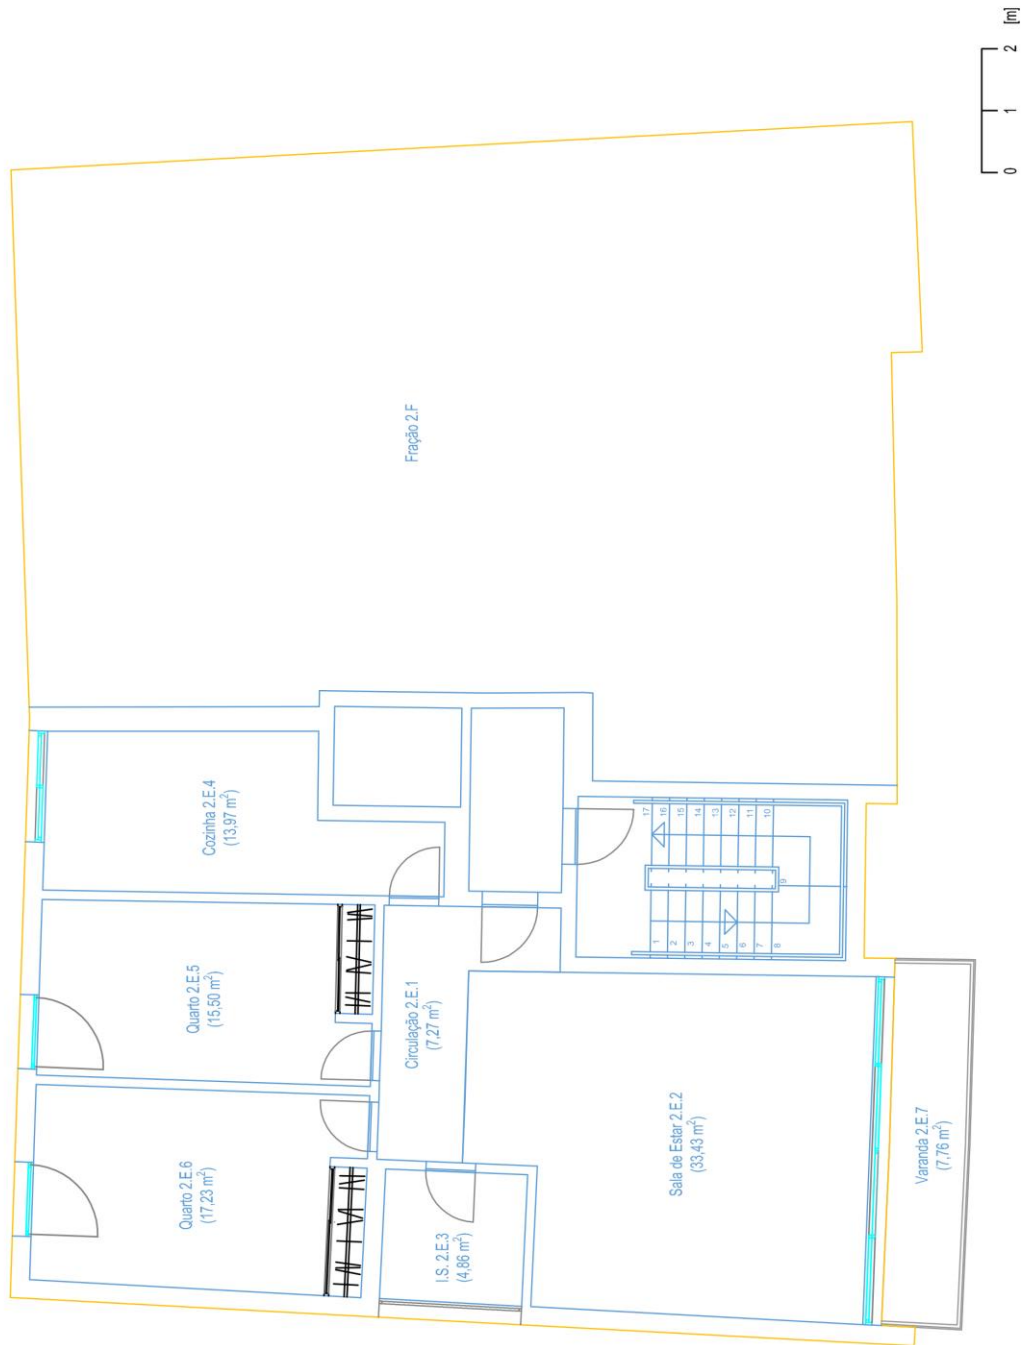 0 1 2 [m]
Fração 2.F
Cozinha 2.E.4
(13,97 m²)
Quarto 2.E.5
(15,50 m²)
Circulação 2.E.1
(7,27 m²)
Quarto 2.E.6
(17,23 m²)
I.S. 2.E.3
(4,86 m²)
Sala de Estar 2.E.2
(33,43 m²)
Varanda 2.E.7
(7,76 m²)
1
2
3
4
5
6
7
8
9
10
11
12
13
14
15
16
17